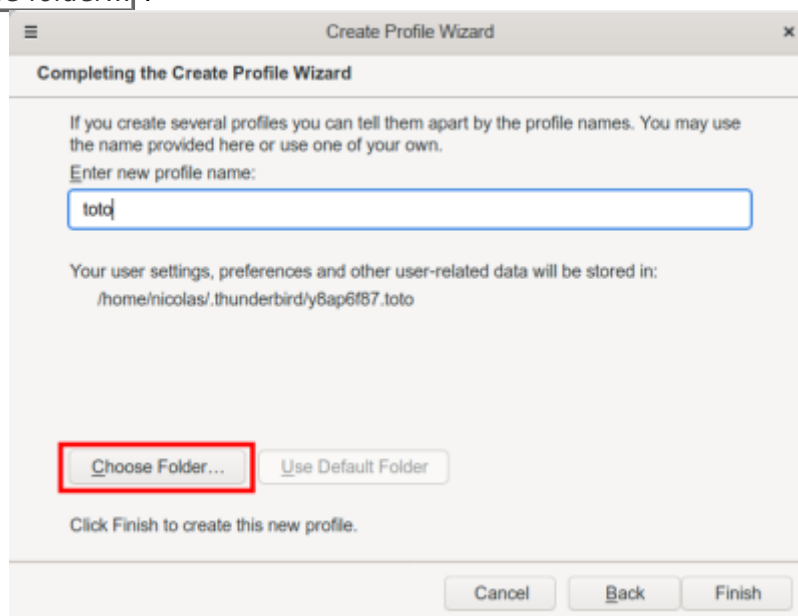 Create Profile Wizard
Completing the Create Profile Wizard
If you create several profiles you can tell them apart by the profile names. You may use
the name provided here or use one of your own.
Enter new profile name:
toto
Your user settings, preferences and other user-related data will be stored in:
/home/nicolas/.thunderbird/y8ap6f87.toto
Choose Folder...
Use Default Folder
Click Finish to create this new profile.
Cancel
Back
Finish